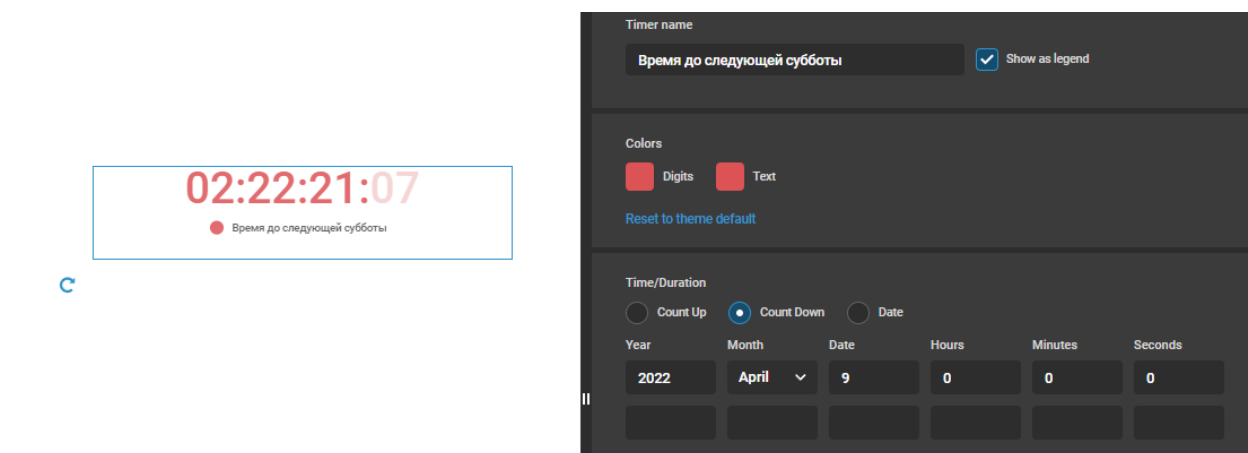 02:22:21:07
Время до следующей субботы
Timer name
Время до следующей субботы
Show as legend
Colors
Digits Text
Reset to theme default
Time/Duration
Count Up Count Down Date
Year Month Date Hours Minutes Seconds
2022 April 9 0 0 0